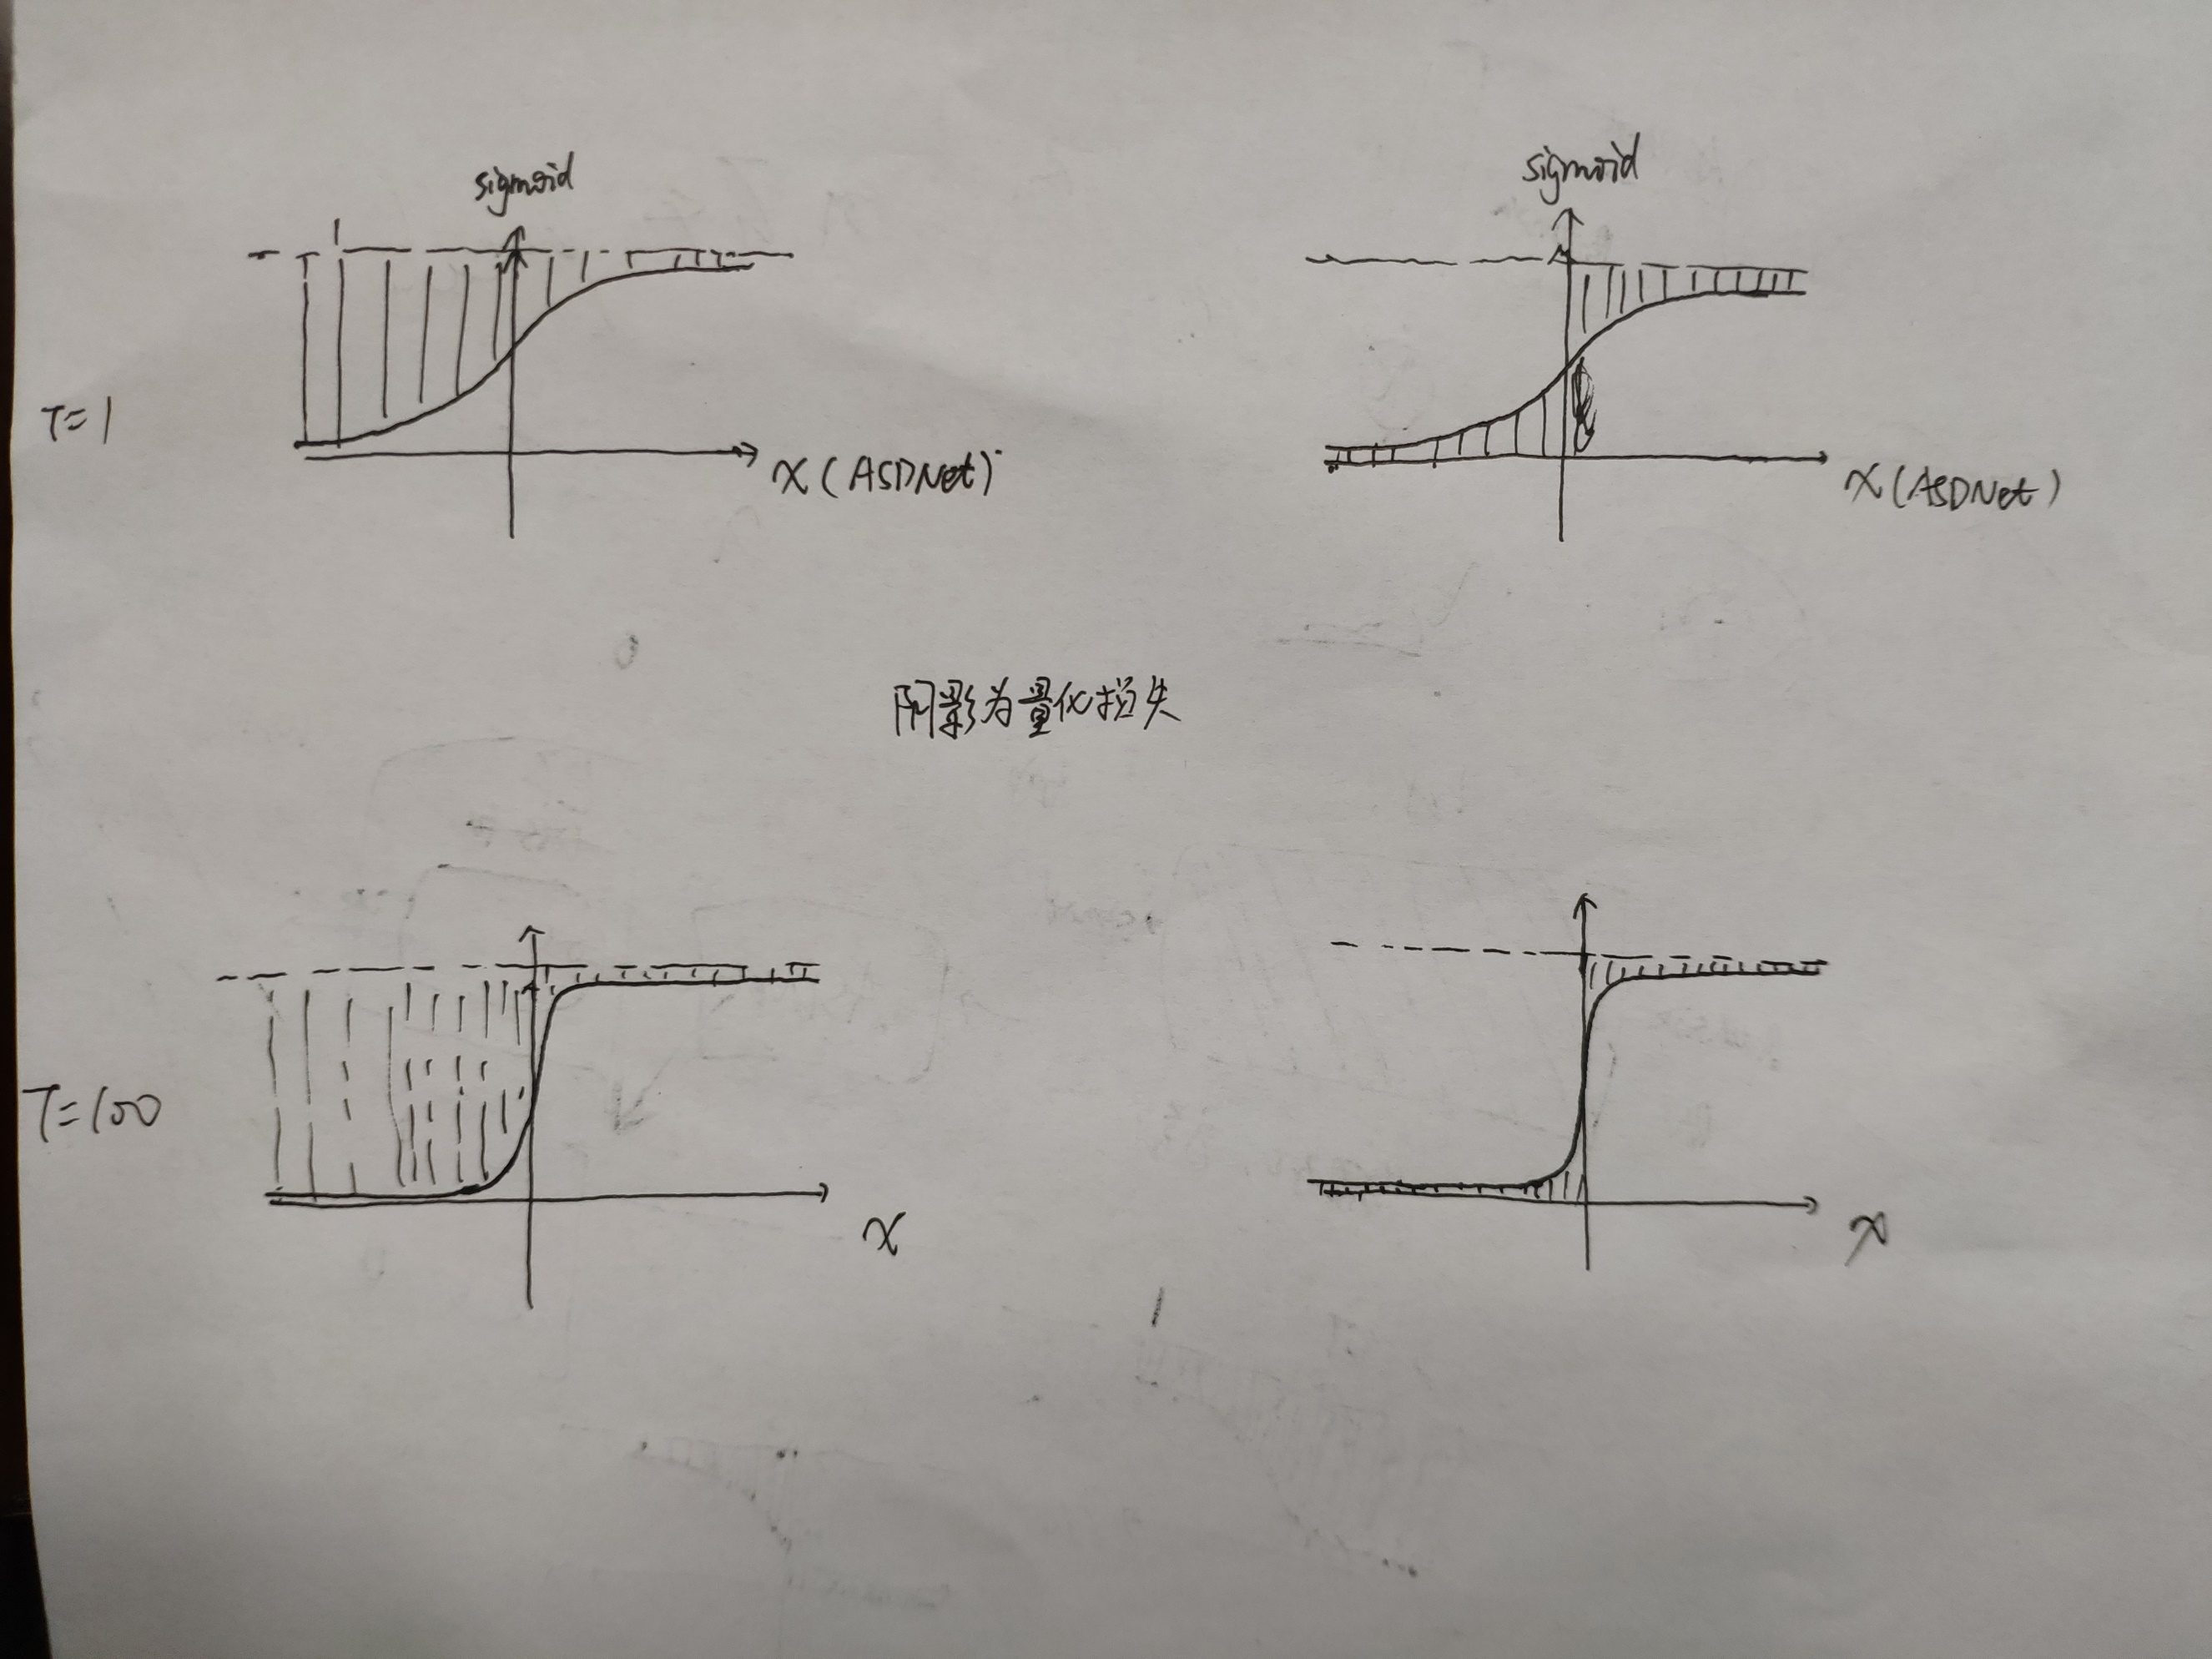 sigmoid
sigmoid
T=1
x (ASDNet)
x (ASDNet)
阴影为量化损失
T=100
x
x